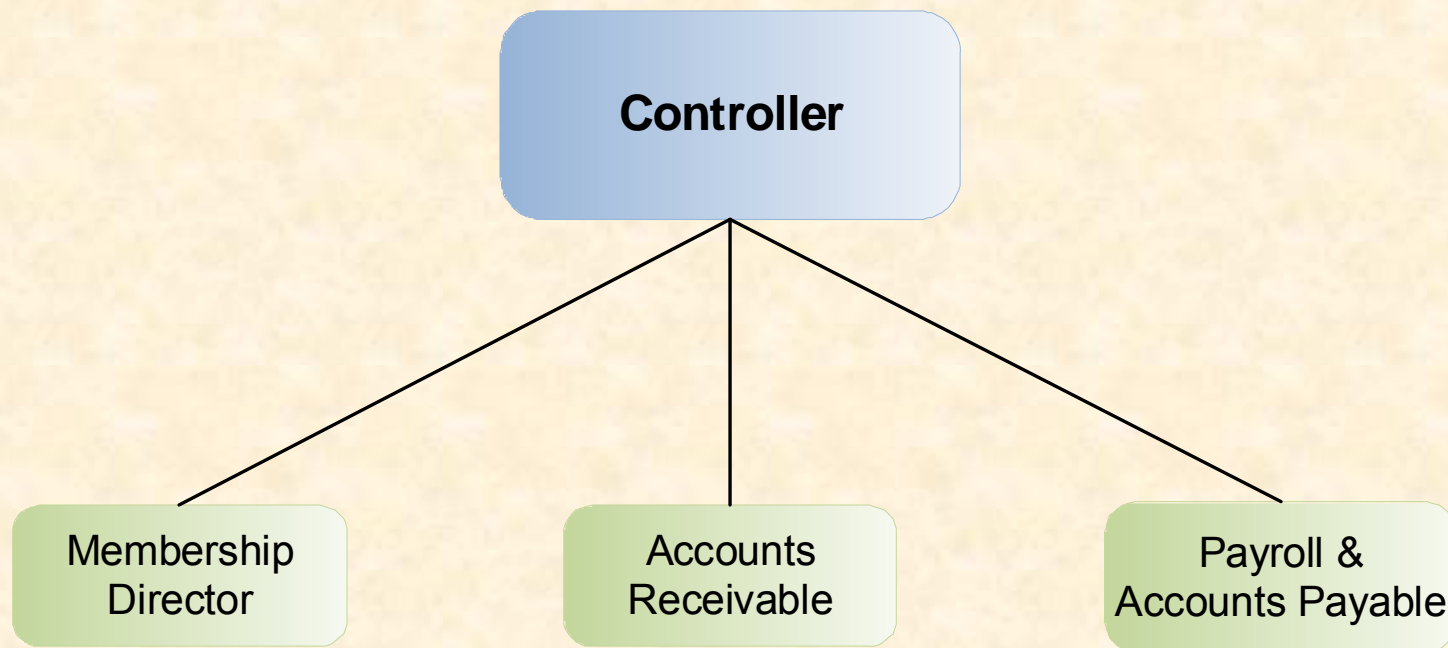 Controller
Membership
Director
Accounts
Receivable
Payroll &
Accounts Payable